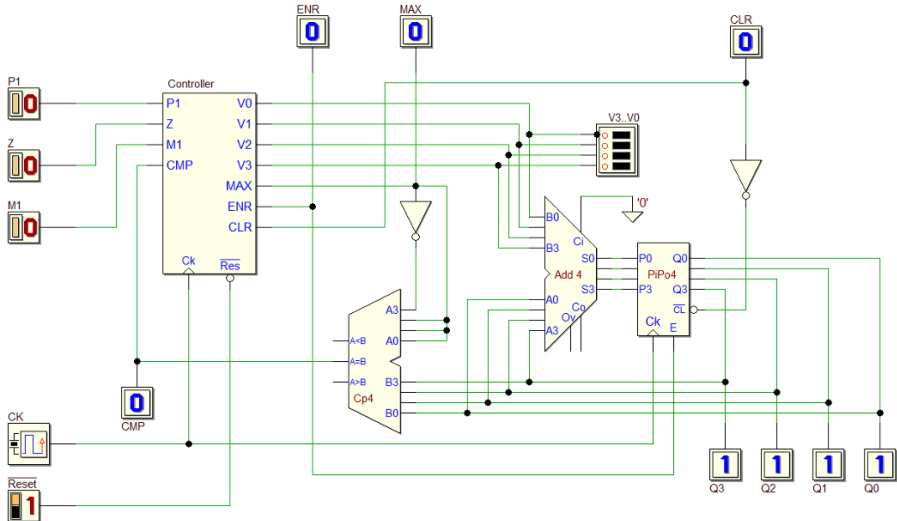 ENR
0
MAX
0
CLR
0
Controller
P1
0
P1
Z
M1
CMP
V0
V1
V2
V3
MAX
ENR
CLR
Ck
Res
V3..V0
Z
0
M1
0
'0'
B0
B3
Ci
Add 4
S0
S3
A0
A3
Co
Ov
P0
P3
PiPo4
Q0
Q3
CL
Ck
E
A3
A0
A<B
A=B
A>B
B3
B0
Cp4
0
CMP
CK
Reset
1
1
Q3
1
Q2
1
Q1
1
Q0